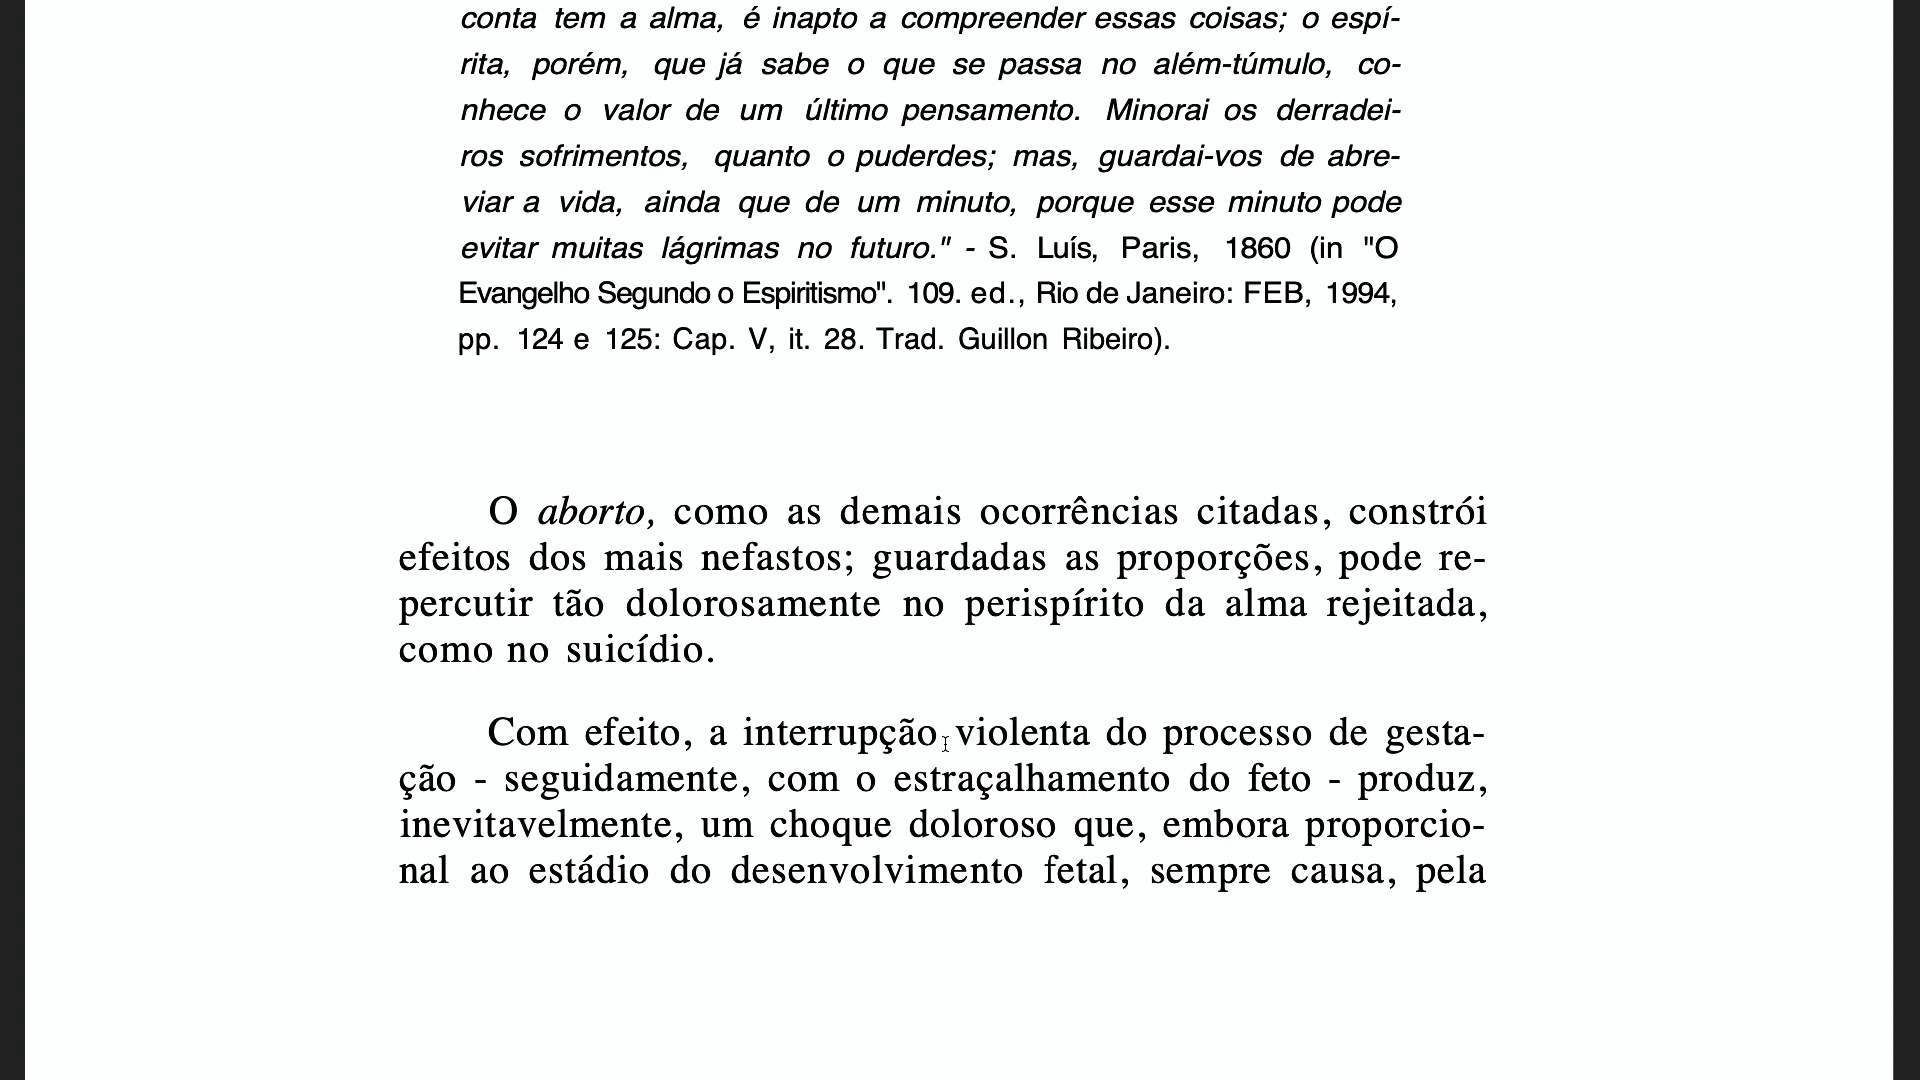 conta tem a alma, é inapto a compreender essas coisas; o espí-
rita, porém, que já sabe o que se passa no além-túmulo, co-
nhece o valor de um último pensamento. Minorai os derradei-
ros sofrimentos, quanto o puderdes; mas, guardai-vos de abre-
viar a vida, ainda que de um minuto, porque esse minuto pode
evitar muitas lágrimas no futuro." - S. Luís, Paris, 1860 (in "O
Evangelho Segundo o Espiritismo". 109. ed., Rio de Janeiro: FEB, 1994,
pp. 124 e 125: Cap. V, it. 28. Trad. Guillon Ribeiro).
O aborto, como as demais ocorrências citadas, constrói
efeitos dos mais nefastos; guardadas as proporções, pode re-
percutir tão dolorosamente no perispírito da alma rejeitada,
como no suicídio.
Com efeito, a interrupção violenta do processo de gesta-
ção - seguidamente, com o estraçalhamento do feto - produz,
inevitavelmente, um choque doloroso que, embora proporcio-
nal ao estádio do desenvolvimento fetal, sempre causa, pela